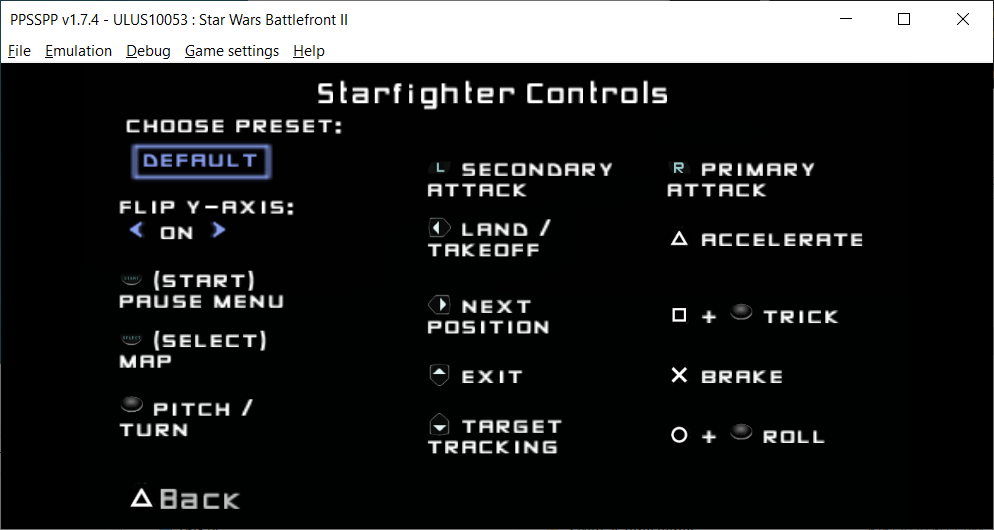 PPSSPP v1.7.4 - ULUS10053 : Star Wars Battlefront II
File Emulation Debug Game settings Help
Starfighter Controls
CHOOSE PRESET:
DEFAULT
FLIP Y-AXIS:
ON
START (START)
PAUSE MENU
SELECT (SELECT)
MAP
PITCH /
TURN
L SECONDARY
ATTACK
LAND /
TAKEOFF
NEXT
POSITION
EXIT
TARGET
TRACKING
R PRIMARY
ATTACK
ACCELERATE
+ TRICK
BRAKE
+ ROLL
Back